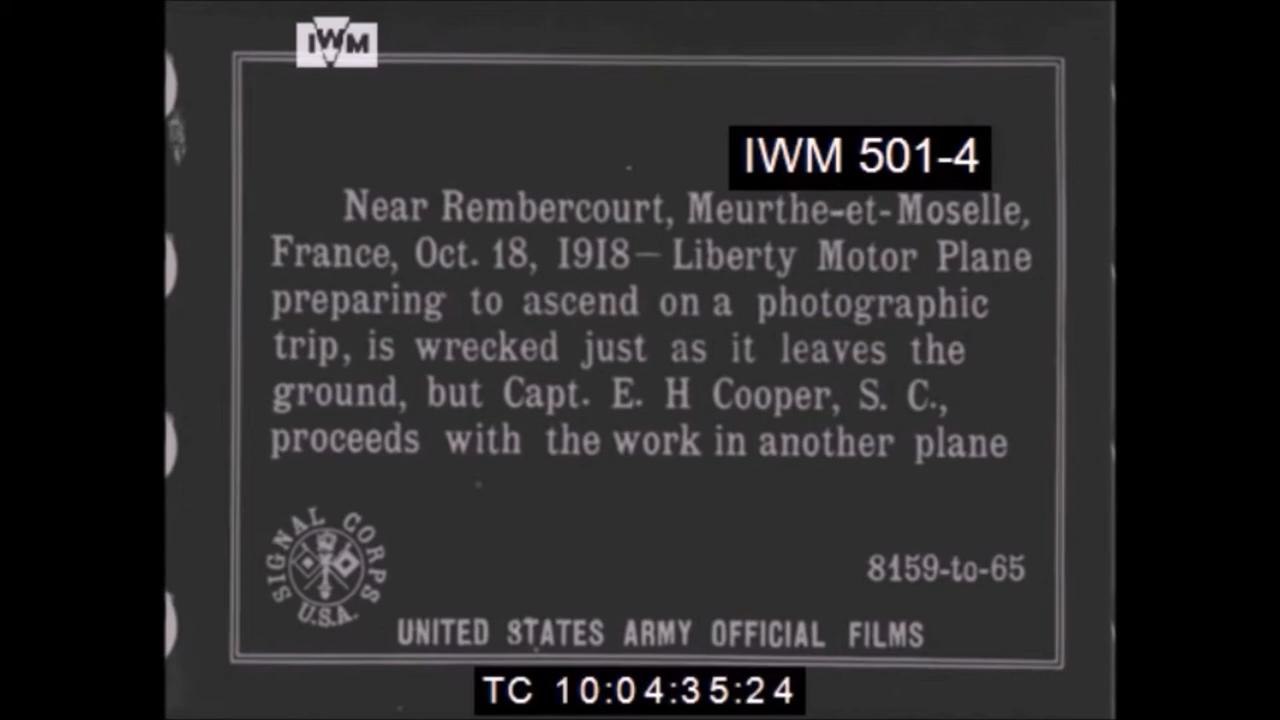 IWM
IWM 501-4
Near Rembercourt, Meurthe-et-Moselle,
France, Oct. 18, 1918— Liberty Motor Plane
preparing to ascend on a photographic
trip, is wrecked just as it leaves the
ground, but Capt. E. H Cooper, S. C.,
proceeds with the work in another plane
SIGNAL CORPS
U.S.A.
8159-to-65
UNITED STATES ARMY OFFICIAL FILMS
TC 10:04:35:24